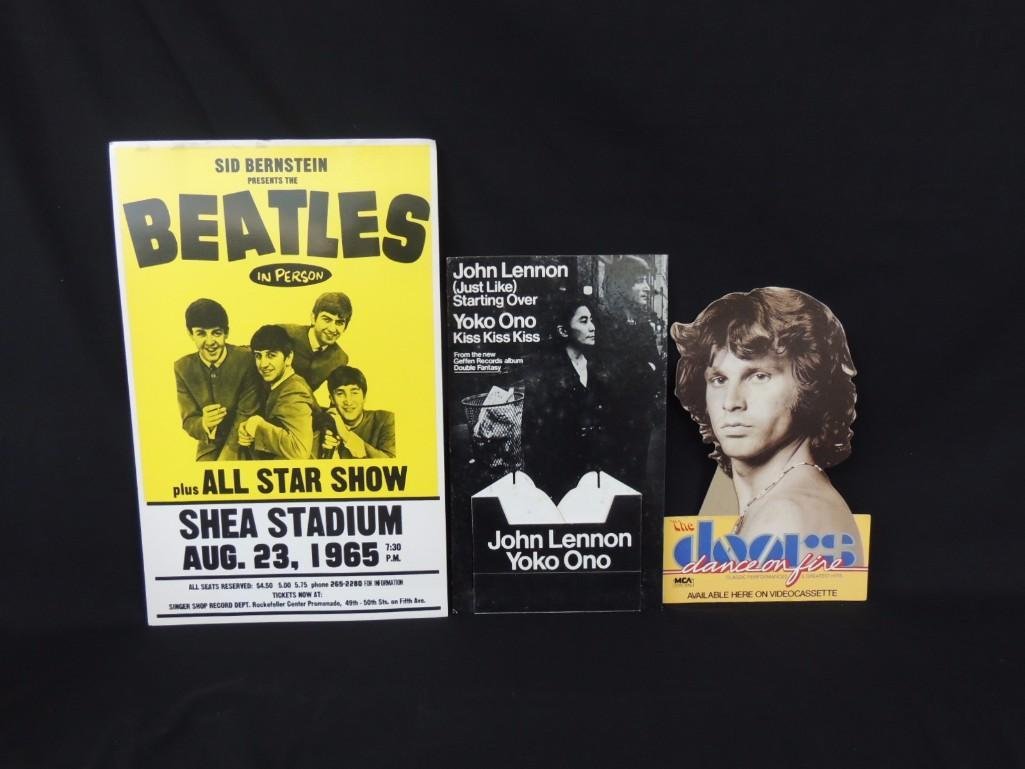 SID BERNSTEIN
PRESENTS THE
BEATLES
IN PERSON
plus ALL STAR SHOW
SHEA STADIUM
AUG. 23, 1965 7:30 P.M.
ALL SEATS RESERVED: $4.50 5.00 5.75 phone 265-2280 FOR INFORMATION
TICKETS NOW AT:
SINGER SHOP RECORD DEPT. Rockefeller Center Promenade, 49th - 50th Sts. on Fifth Ave.
John Lennon
(Just Like)
Starting Over
Yoko Ono
Kiss Kiss Kiss
From the new
Geffen Records album
Double Fantasy
John Lennon
Yoko Ono
The
doors
dance on fire
CLASSIC PERFORMANCES & GREATEST HITS
MCA
AVAILABLE HERE ON VIDEOCASSETTE